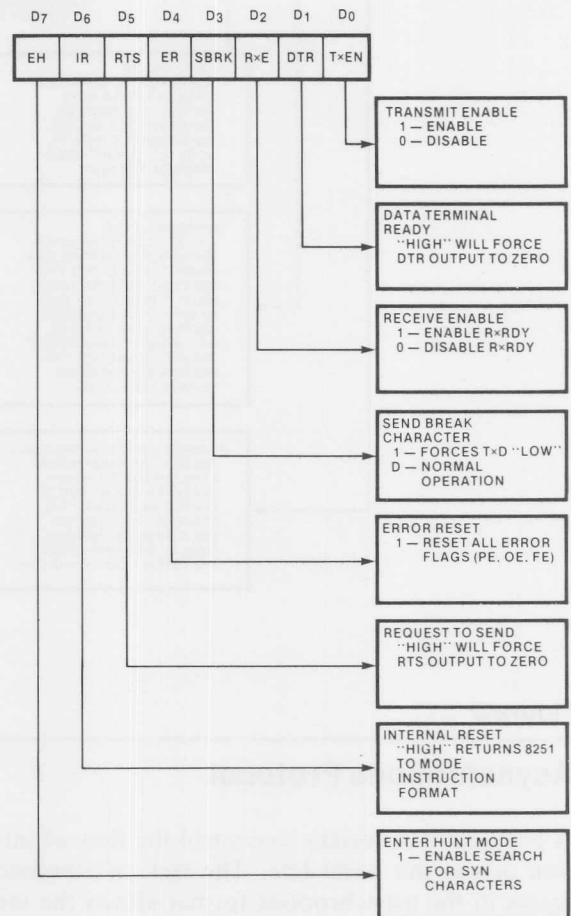 D7 D6 D5 D4 D3 D2 D1 D0
EH IR RTS ER SBRK R×E DTR T×EN
TRANSMIT ENABLE
1 — ENABLE
0 — DISABLE
DATA TERMINAL
READY
"HIGH" WILL FORCE
DTR OUTPUT TO ZERO
RECEIVE ENABLE
1 — ENABLE R×RDY
0 — DISABLE R×RDY
SEND BREAK
CHARACTER
1 — FORCES T×D "LOW"
D — NORMAL
OPERATION
ERROR RESET
1 — RESET ALL ERROR
FLAGS (PE. OE. FE)
REQUEST TO SEND
"HIGH" WILL FORCE
RTS OUTPUT TO ZERO
INTERNAL RESET
"HIGH" RETURNS 8251
TO MODE
INSTRUCTION
FORMAT
ENTER HUNT MODE
1 — ENABLE SEARCH
FOR SYN
CHARACTERS